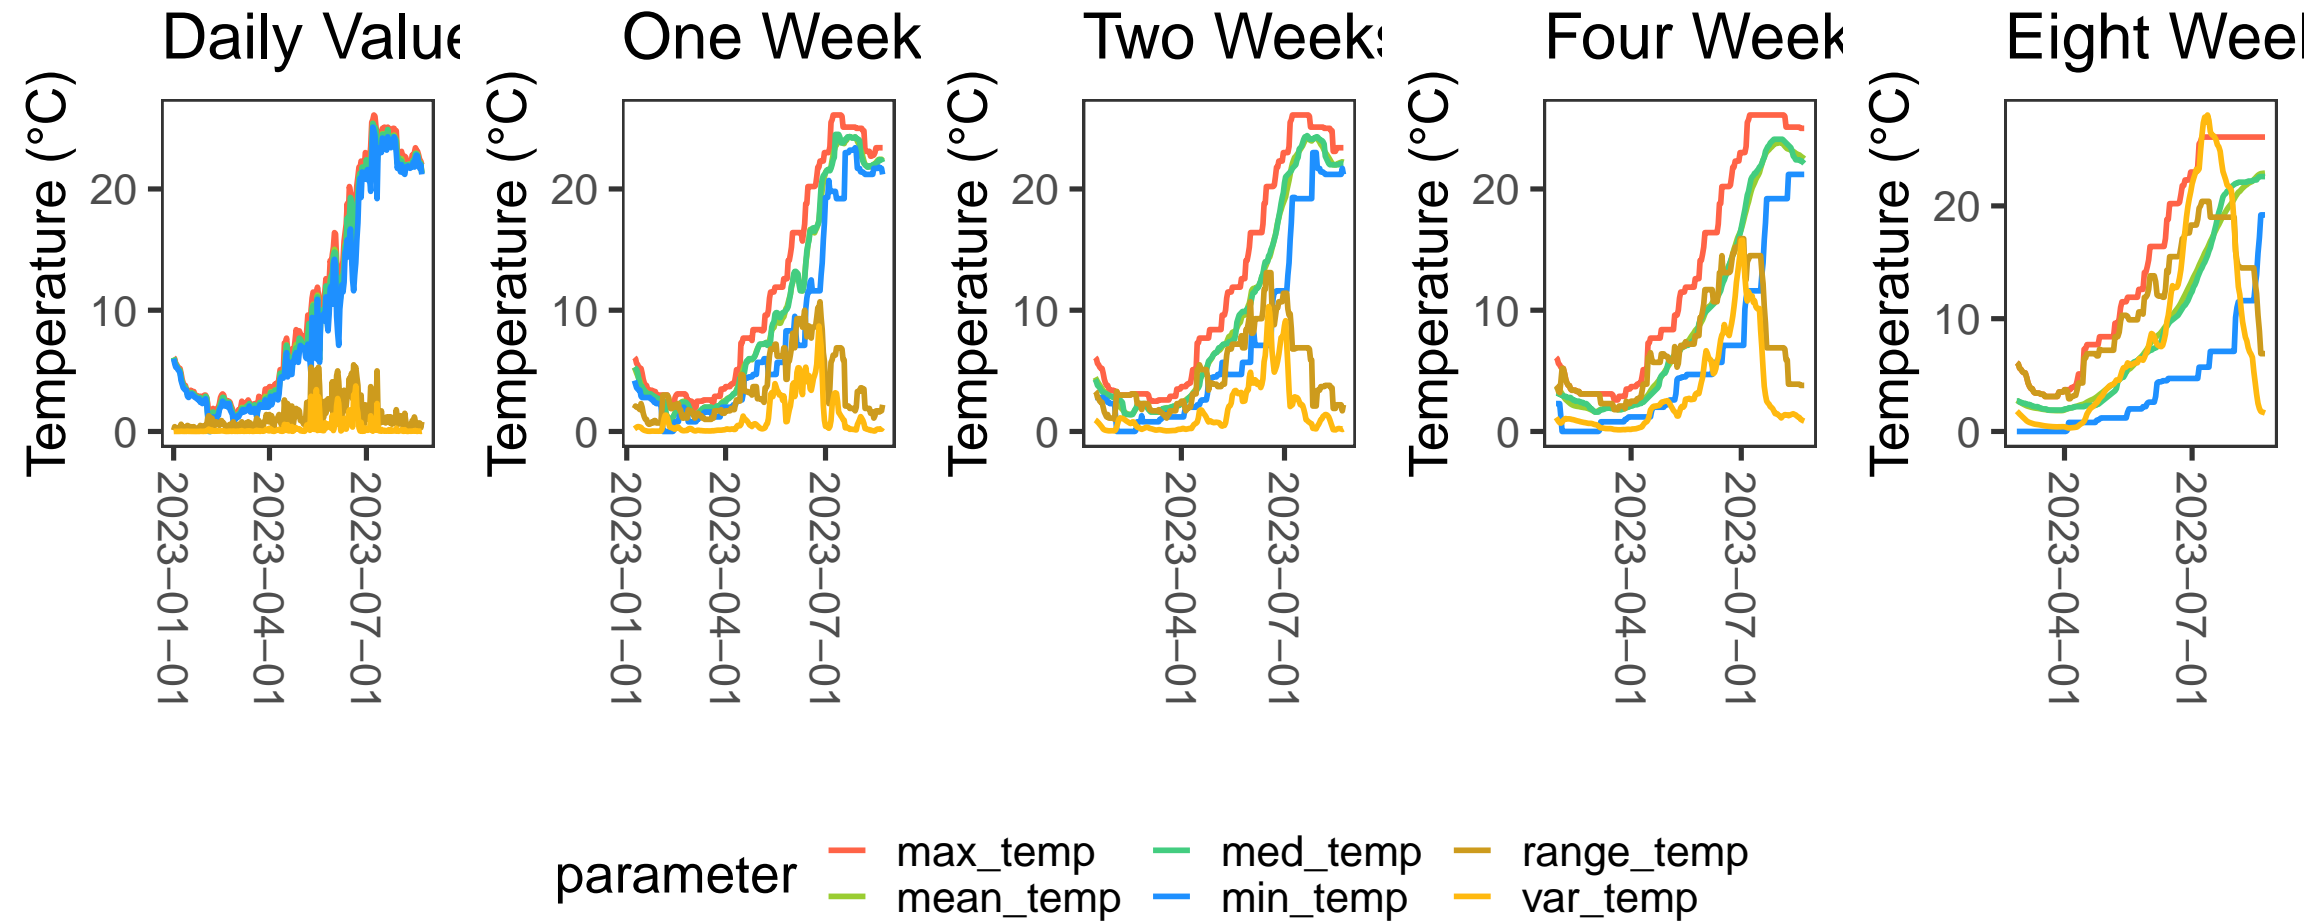 Daily Value
One Week
Two Weeks
Four Week
Eight Wee
Temperature (°C)
20
10
0
2023−01−01
2023−04−01
2023−07−01
Temperature (°C)
20
10
0
2023−01−01
2023−04−01
2023−07−01
Temperature (°C)
20
10
0
2023−04−01
2023−07−01
Temperature (°C)
20
10
0
2023−04−01
2023−07−01
Temperature (°C)
20
10
0
2023−04−01
2023−07−01
parameter
max_temp
mean_temp
med_temp
min_temp
range_temp
var_temp